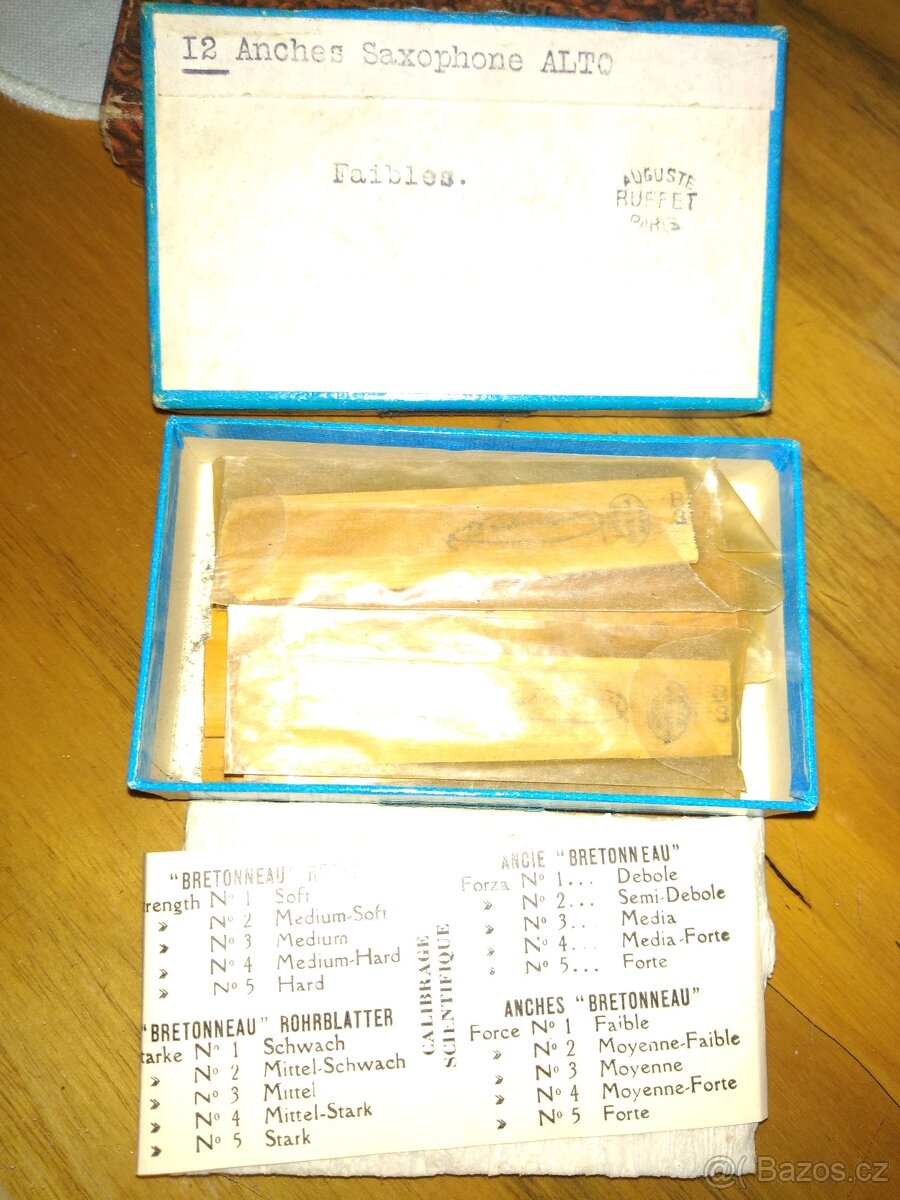 12 Anches Saxophone ALTO
Faibles.
AUGUSTE
BUFFET
PARIS
"BRETONNEAU"
rength Nº 1 Soft
» Nº 2 Medium-Soft
» Nº 3 Medium
» Nº 4 Medium-Hard
» Nº 5 Hard
"BRETONNEAU" ROHRBLATTER
tarke Nº 1 Schwach
» Nº 2 Mittel-Schwach
» Nº 3 Mittel
» Nº 4 Mittel-Stark
» Nº 5 Stark
CALIBRAGE
SCIENTIFIQUE
ANCIE "BRETONNEAU"
Forza Nº 1... Debole
» Nº 2... Semi-Debole
» Nº 3... Media
» Nº 4... Media-Forte
» Nº 5... Forte
ANCHES "BRETONNEAU"
Force Nº 1 Faible
» Nº 2 Moyenne-Faible
» Nº 3 Moyenne
» Nº 4 Moyenne-Forte
» Nº 5 Forte
Bazos.cz